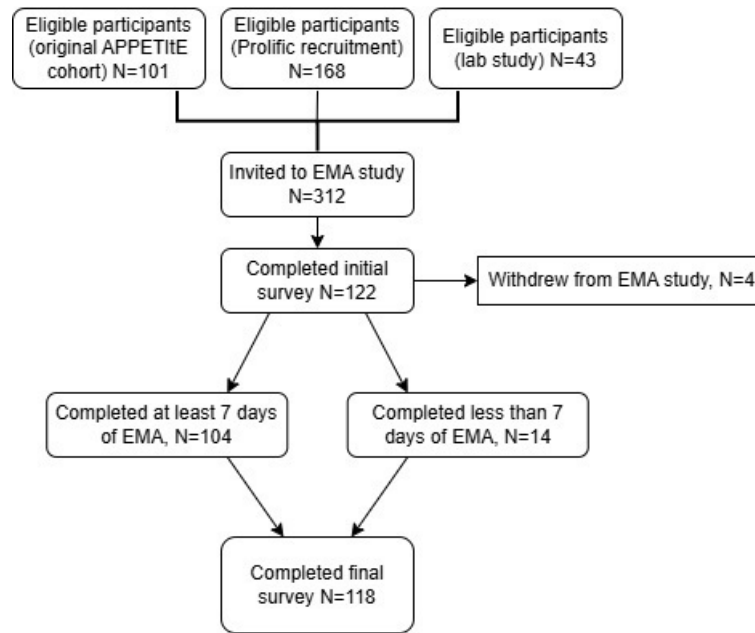 Eligible participants
(original APPETItE
cohort) N=101
Eligible participants
(Prolific recruitment)
N=168
Eligible participants
(lab study) N=43
Invited to EMA study
N=312
Completed initial
survey N=122
Withdrew from EMA study, N=4
Completed at least 7 days
of EMA, N=104
Completed less than 7
days of EMA, N=14
Completed final
survey N=118